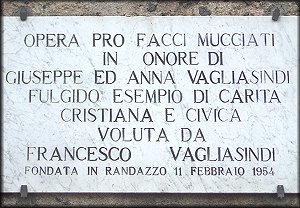 OPERA PRO FACCI MUCCIATI
IN ONORE DI
GIUSEPPE ED ANNA VAGLIASINDI
FULGIDO ESEMPIO DI CARITA
CRISTIANA E CIVICA
VOLUTA DA
FRANCESCO VAGLIASINDI
FONDATA IN RANDAZZO 11 FEBBRAIO 1954